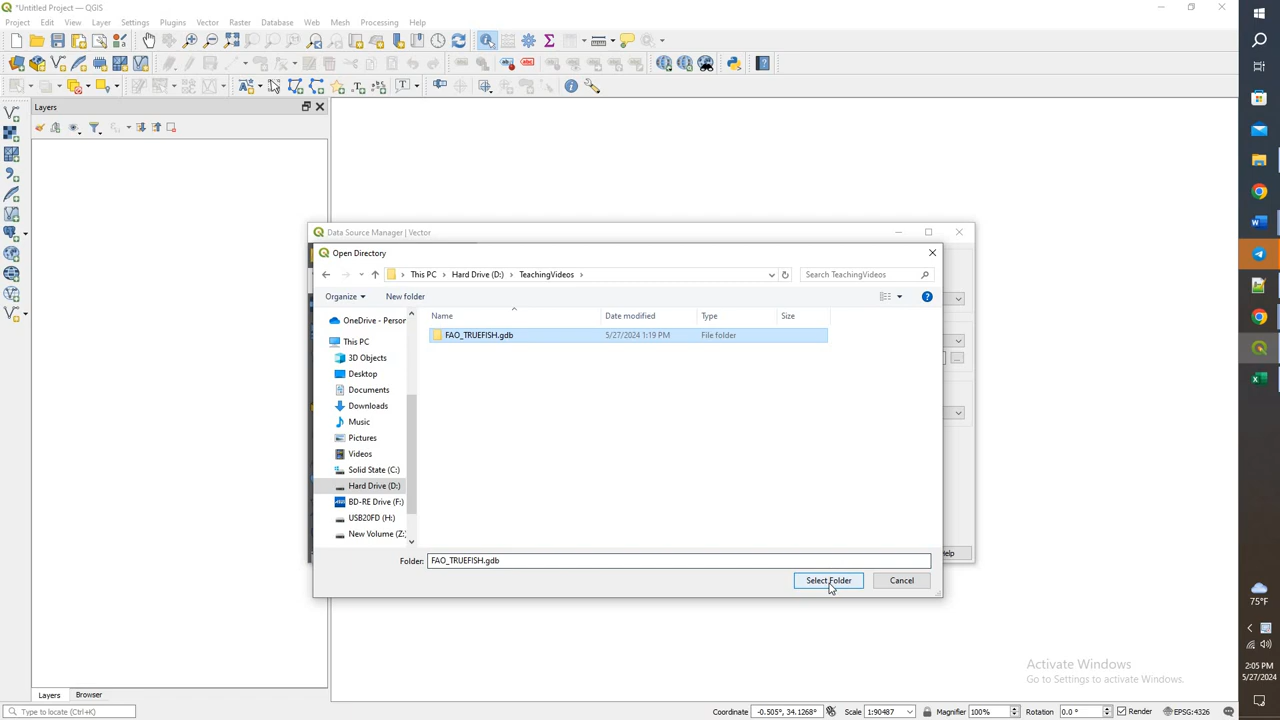 *Untitled Project — QGIS
Project Edit View Layer Settings Plugins Vector Raster Database Web Mesh Processing Help
Layers
Data Source Manager | Vector
Open Directory
This PC Hard Drive (D:) TeachingVideos
Search TeachingVideos
Organize New folder
Name Date modified Type Size
OneDrive - Person
FAO_TRUEFISH.gdb 5/27/2024 1:19 PM File folder
This PC
3D Objects
Desktop
Documents
Downloads
Music
Pictures
Videos
Solid State (C:)
Hard Drive (D:)
BD-RE Drive (F:)
USB20FD (H:)
New Volume (Z:
Folder: FAO_TRUEFISH.gdb
Select Folder Cancel
75°F
Activate Windows
Go to Settings to activate Windows.
2:05 PM
5/27/2024
Layers Browser
Type to locate (Ctrl+K)
Coordinate -0.505°, 34.1268° Scale 1:90487 Magnifier 100% Rotation 0.0 ° Render EPSG:4326